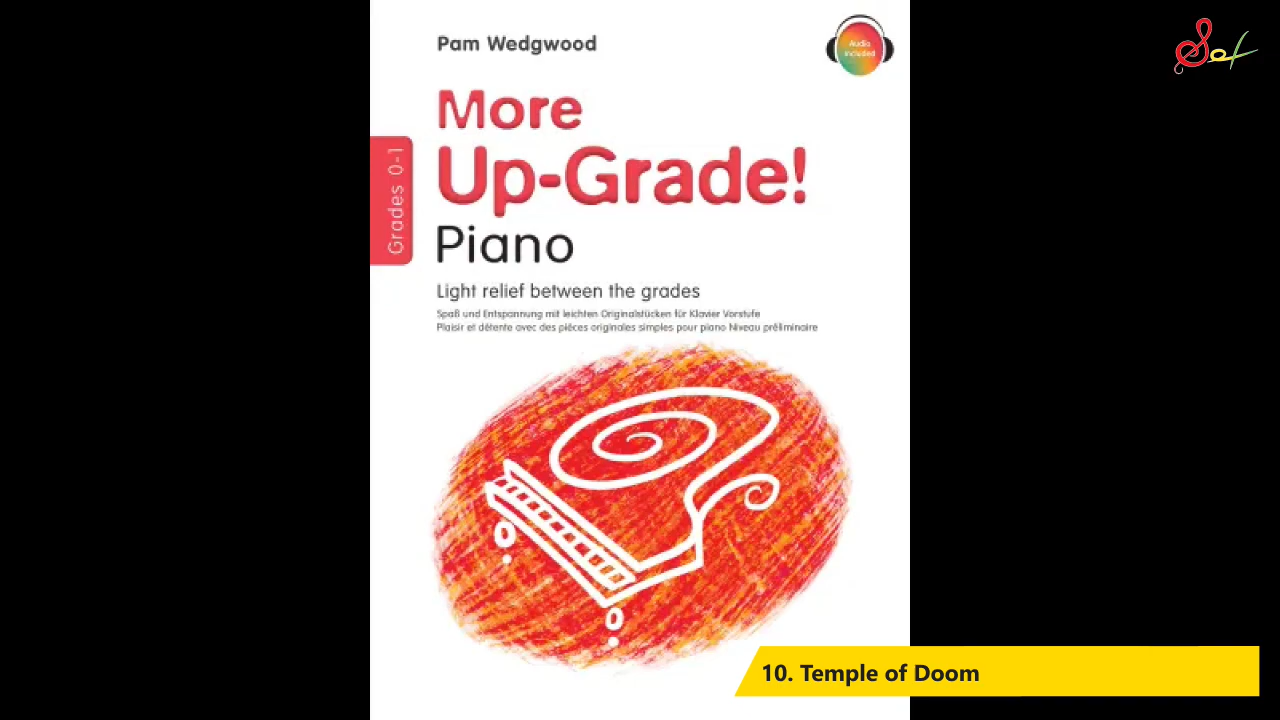 Pam Wedgwood
Audio
included
Sol
More
Up-Grade!
Grades 0-1
Piano
Light relief between the grades
Spaß und Entspannung mit leichten Originalstücken für Klavier Vorstufe
Plaisir et détente avec des pièces originales simples pour piano Niveau préliminaire
10. Temple of Doom